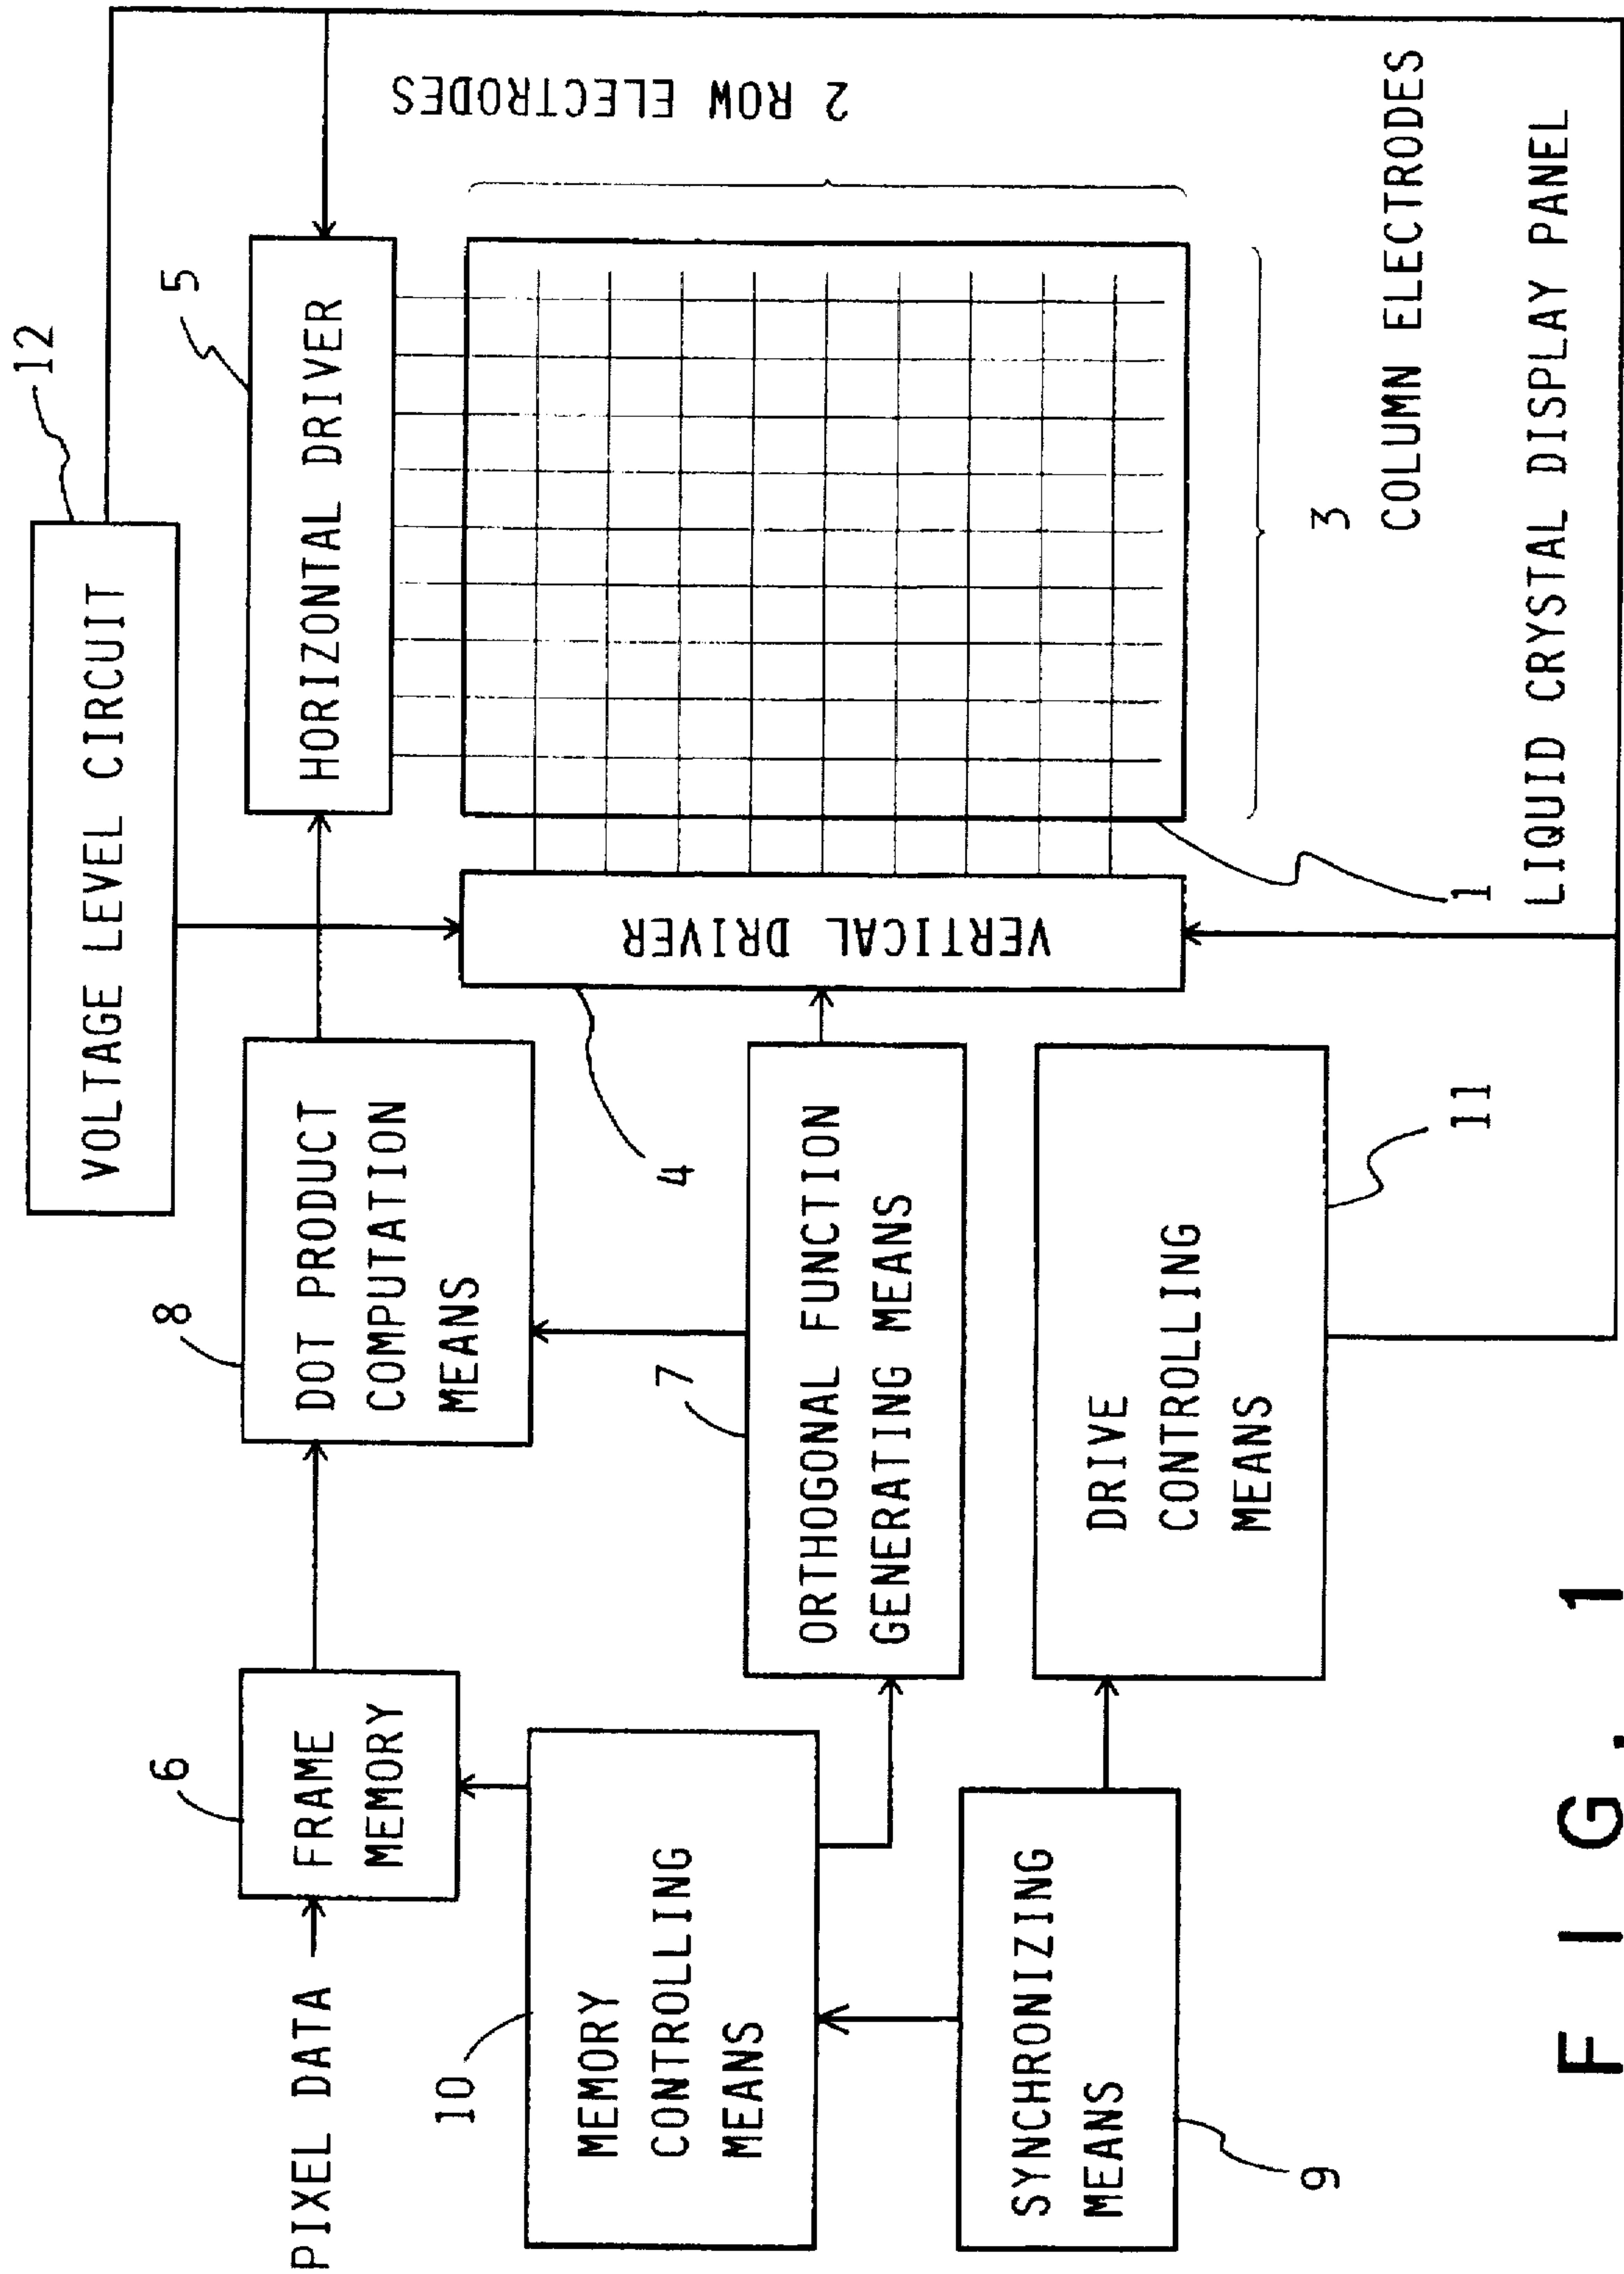 12
VOLTAGE LEVEL CIRCUIT
5
HORIZONTAL DRIVER
8
DOT PRODUCT
COMPUTATION
MEANS
6
PIXEL DATA
FRAME
MEMORY
2 ROW ELECTRODES
VERTICAL DRIVER
4
7
ORTHOGONAL FUNCTION
GENERATING MEANS
10
MEMORY
CONTROLLING
MEANS
DRIVE
CONTROLLING
MEANS
11
SYNCHRONIZING
MEANS
9
3
COLUMN ELECTRODES
1
LIQUID CRYSTAL DISPLAY PANEL
FIG. 1